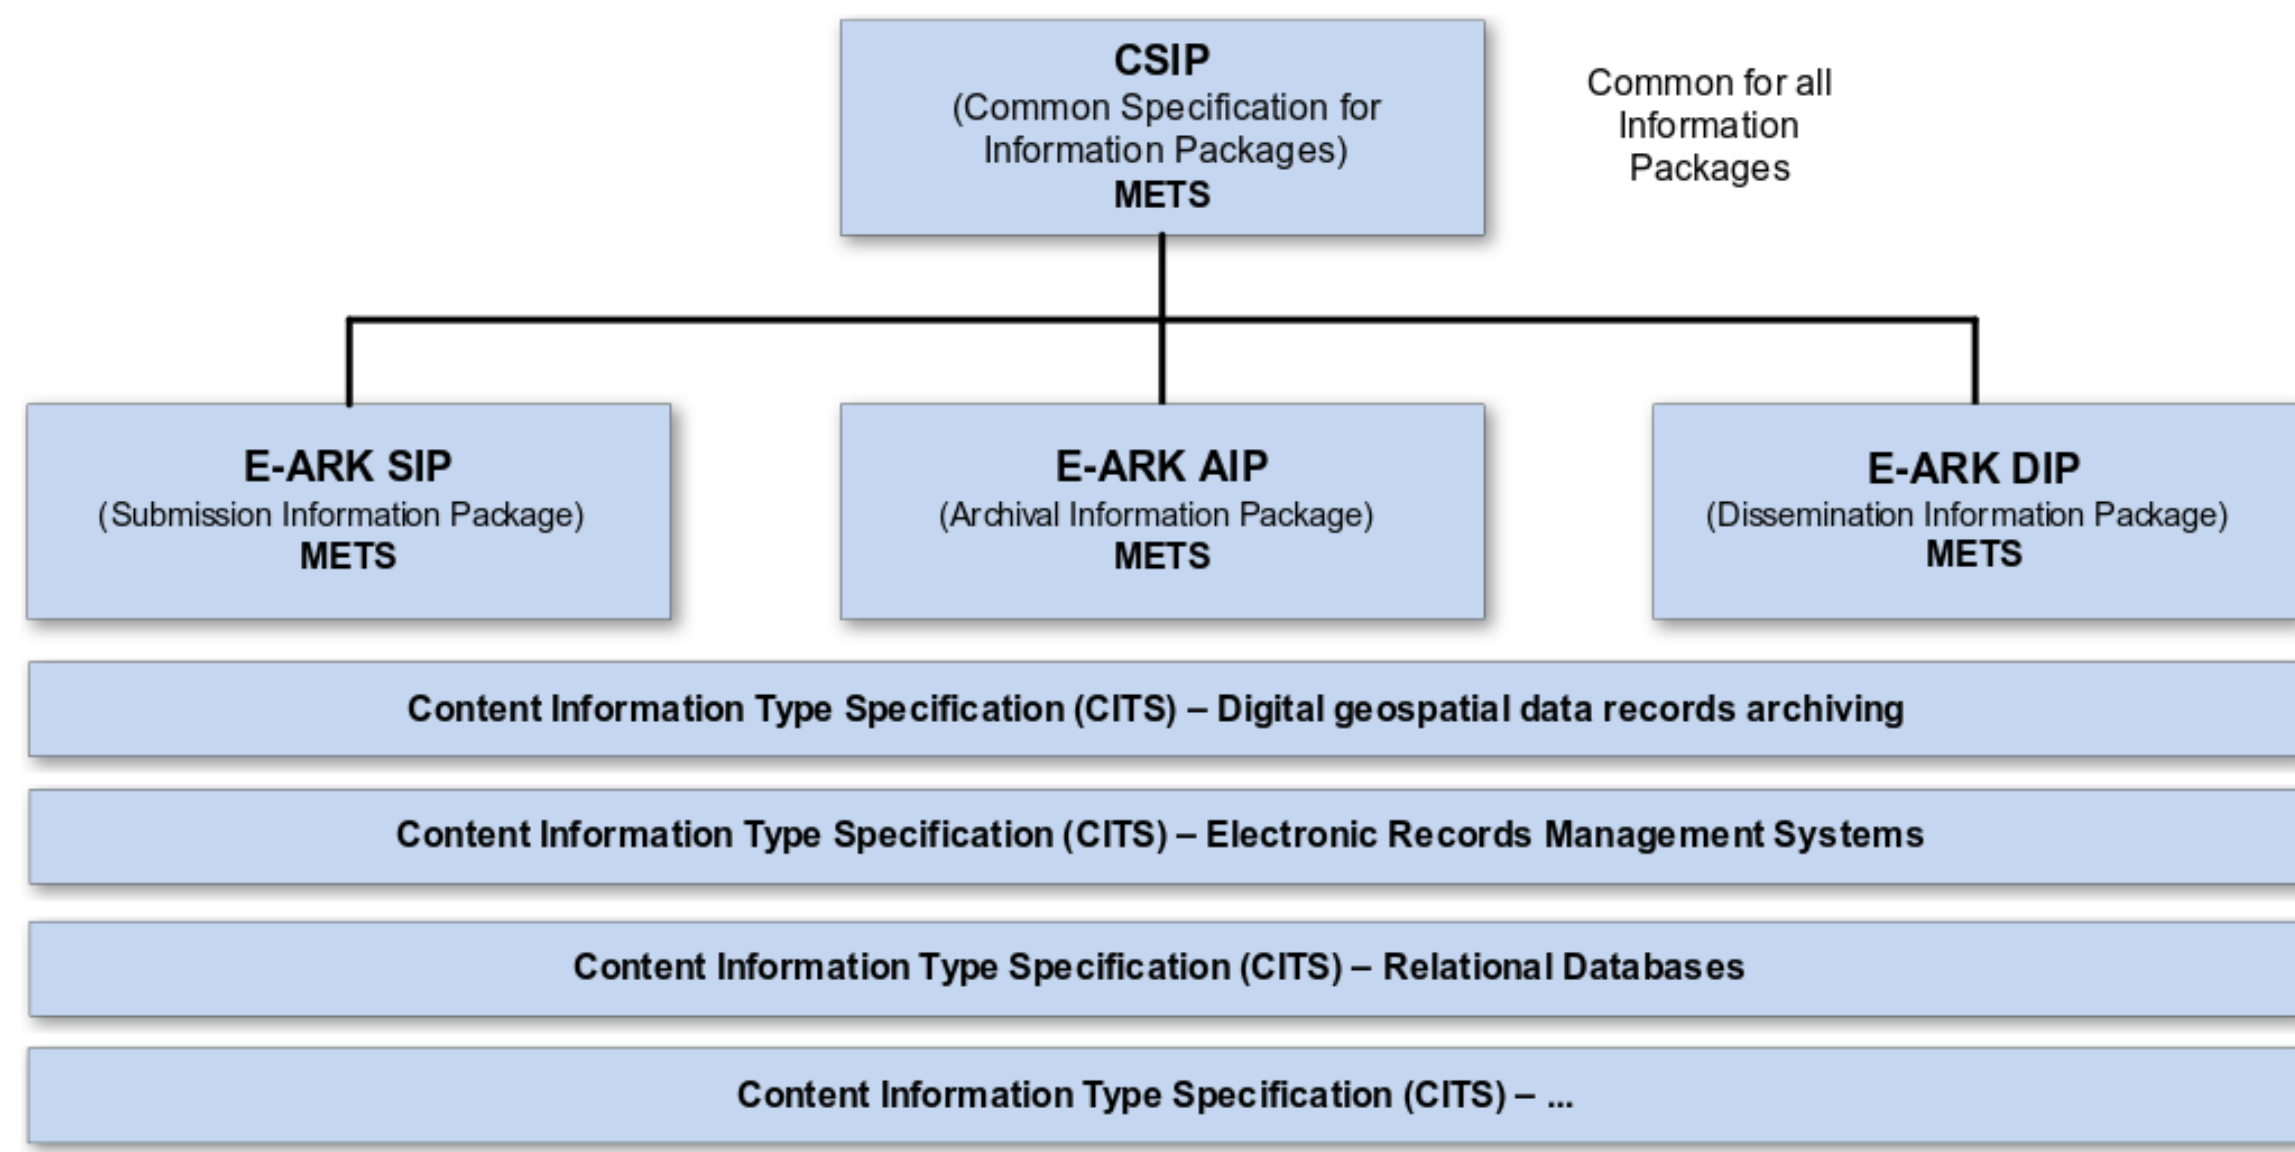 CSIP
(Common Specification for
Information Packages)
METS
Common for all
Information
Packages
E-ARK SIP
(Submission Information Package)
METS
E-ARK AIP
(Archival Information Package)
METS
E-ARK DIP
(Dissemination Information Package)
METS
Content Information Type Specification (CITS) – Digital geospatial data records archiving
Content Information Type Specification (CITS) – Electronic Records Management Systems
Content Information Type Specification (CITS) – Relational Databases
Content Information Type Specification (CITS) – ...